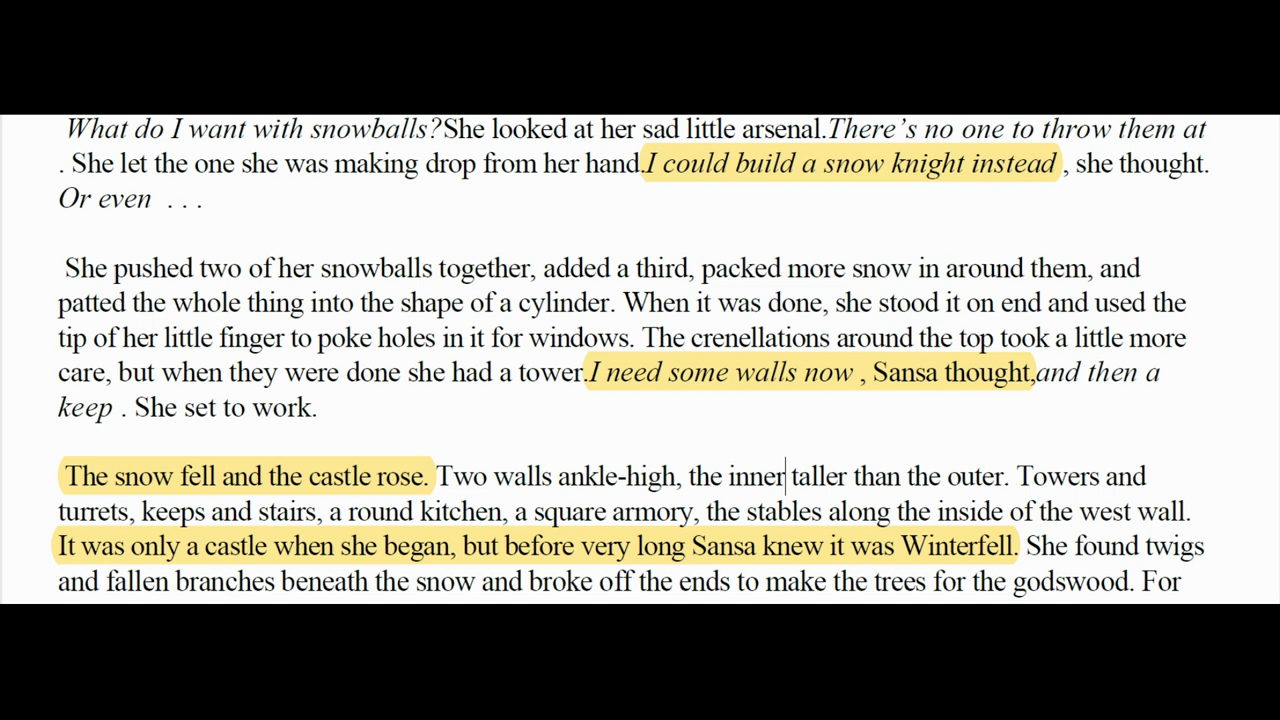 What do I want with snowballs?She looked at her sad little arsenal.There’s no one to throw them at
. She let the one she was making drop from her hand.I could build a snow knight instead , she thought.
Or even . . .
She pushed two of her snowballs together, added a third, packed more snow in around them, and
patted the whole thing into the shape of a cylinder. When it was done, she stood it on end and used the
tip of her little finger to poke holes in it for windows. The crenellations around the top took a little more
care, but when they were done she had a tower.I need some walls now , Sansa thought,and then a
keep . She set to work.
The snow fell and the castle rose. Two walls ankle-high, the inner taller than the outer. Towers and
turrets, keeps and stairs, a round kitchen, a square armory, the stables along the inside of the west wall.
It was only a castle when she began, but before very long Sansa knew it was Winterfell. She found twigs
and fallen branches beneath the snow and broke off the ends to make the trees for the godswood. For